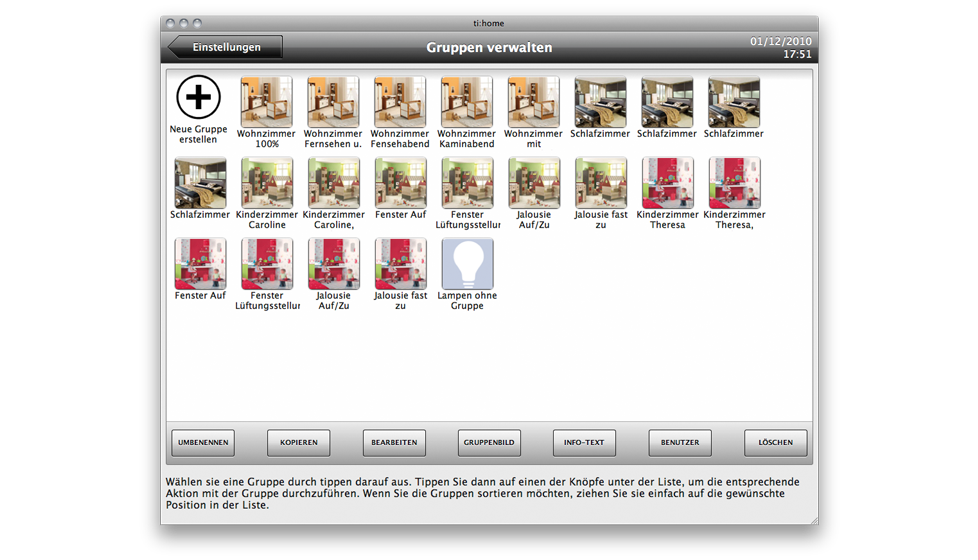 ti:home
Einstellungen
Gruppen verwalten
01/12/2010
17:51
Neue Gruppe
erstellen
Wohnzimmer
100%
Wohnzimmer
Fernsehen u.
Wohnzimmer
Fensehabend
Wohnzimmer
Kaminabend
Wohnzimmer
mit
Schlafzimmer
Schlafzimmer
Schlafzimmer
Schlafzimmer
Kinderzimmer
Caroline
Kinderzimmer
Caroline,
Fenster Auf
Fenster
Lüftungsstellur
Jalousie
Auf/Zu
Jalousie fast
zu
Kinderzimmer
Theresa
Kinderzimmer
Theresa,
Fenster Auf
Fenster
Lüftungsstellur
Jalousie
Auf/Zu
Jalousie fast
zu
Lampen ohne
Gruppe
UMBENENNEN
KOPIEREN
BEARBEITEN
GRUPPENBILD
INFO-TEXT
BENUTZER
LÖSCHEN
Wählen sie eine Gruppe durch tippen darauf aus. Tippen Sie dann auf einen der Knöpfe unter der Liste, um die entsprechende
Aktion mit der Gruppe durchzuführen. Wenn Sie die Gruppen sortieren möchten, ziehen Sie sie einfach auf die gewünschte
Position in der Liste.